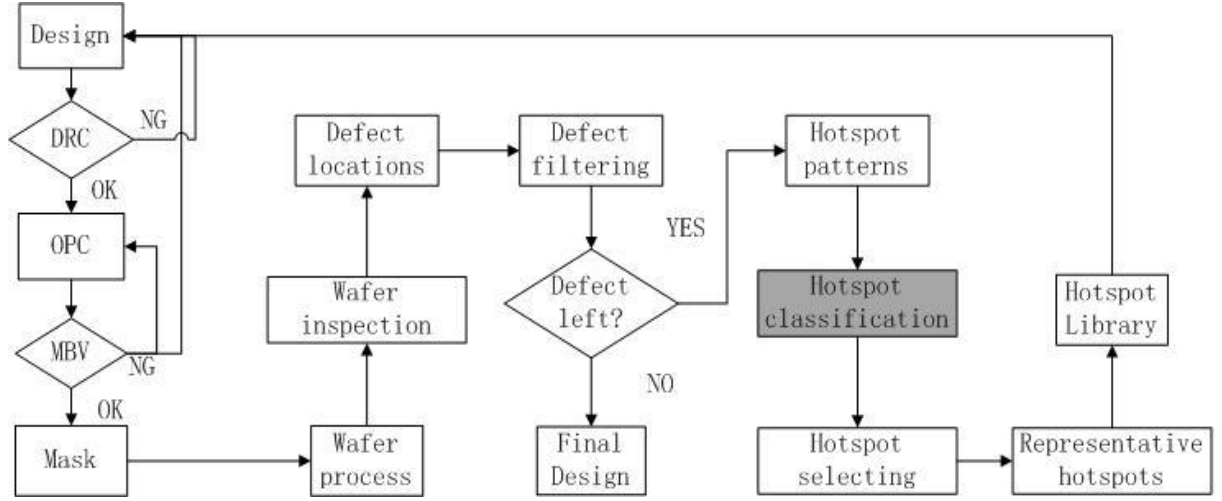 Design
DRC
NG
OK
OPC
MBV
NG
OK
Mask
Wafer
process
Wafer
inspection
Defect
locations
Defect
filtering
Defect
left?
YES
NO
Final
Design
Hotspot
patterns
Hotspot
classification
Hotspot
selecting
Representative
hotspots
Hotspot
Library